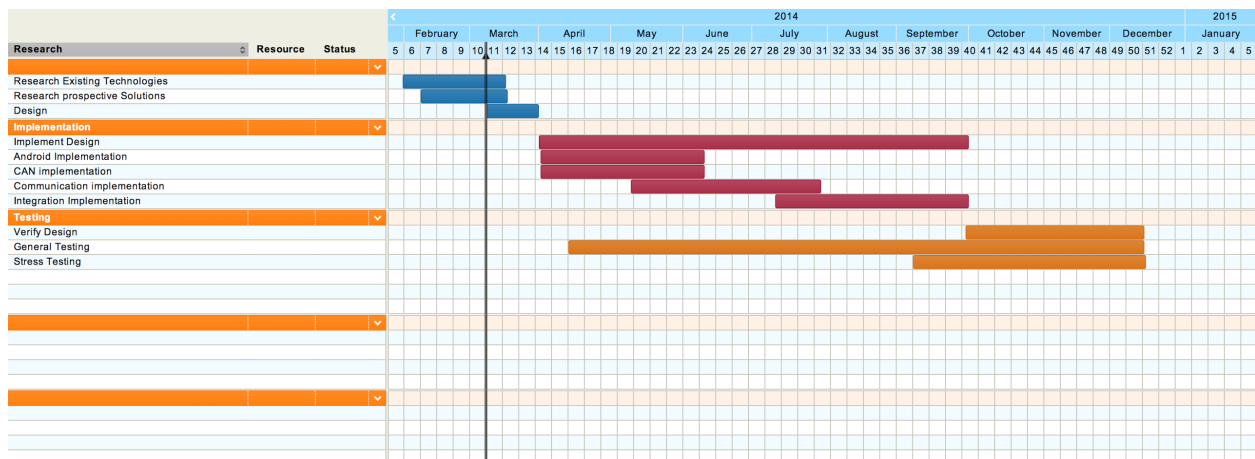 2014 2015
February March April May June July August September October November December January
Research Resource Status 5 6 7 8 9 10 11 12 13 14 15 16 17 18 19 20 21 22 23 24 25 26 27 28 29 30 31 32 33 34 35 36 37 38 39 40 41 42 43 44 45 46 47 48 49 50 51 52 1 2 3 4 5
Research Existing Technologies
Research prospective Solutions
Design
Implementation
Implement Design
Android Implementation
CAN implementation
Communication implementation
Integration Implementation
Testing
Verify Design
General Testing
Stress Testing